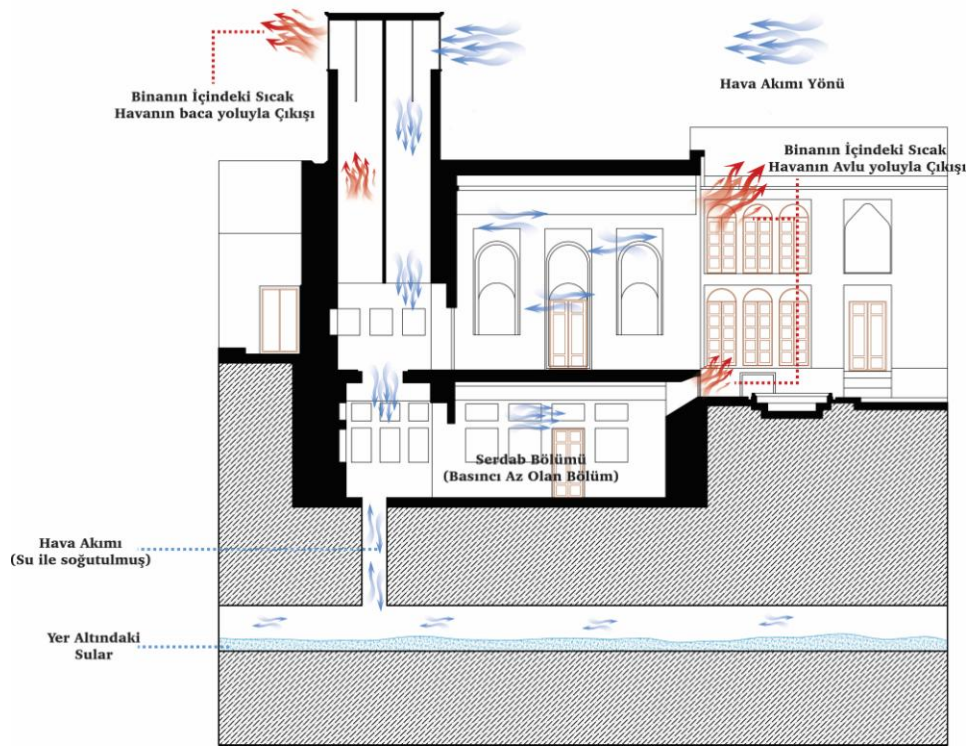 Binanın İçindeki Sıcak
Havanın baca yoluyla Çıkışı
Hava Akımı Yönü
Binanın İçindeki Sıcak
Havanın Avlu yoluyla Çıkışı
Serdab Bölümü
(Basıncı Az Olan Bölüm)
Hava Akımı
(Su ile soğutulmuş)
Yer Altındaki
Sular